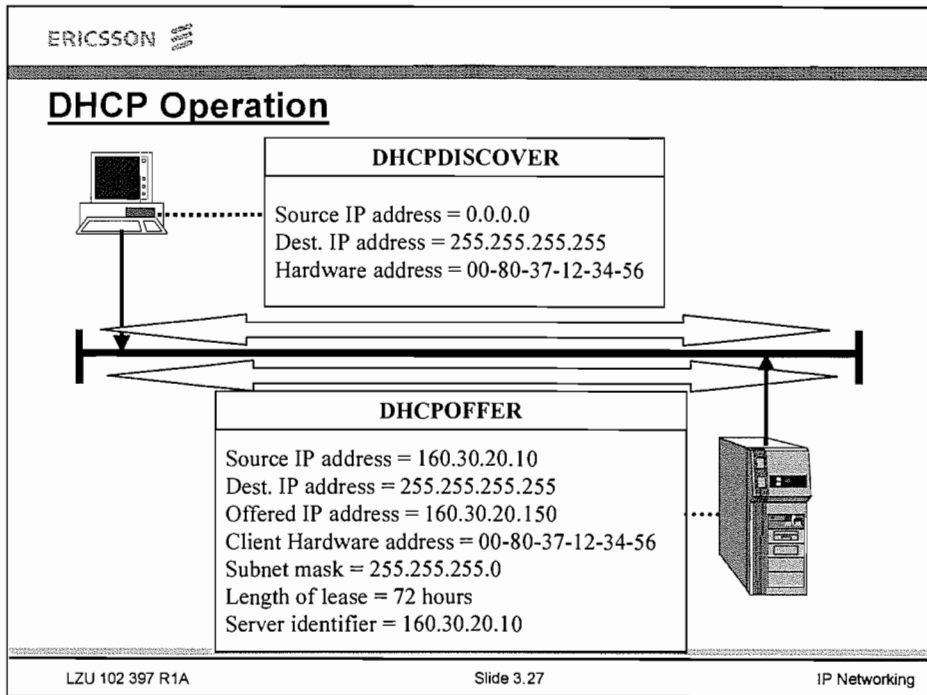 ERICSSON
DHCP Operation
DHCPDISCOVER
Source IP address = 0.0.0.0
Dest. IP address = 255.255.255.255
Hardware address = 00-80-37-12-34-56
DHCPOFFER
Source IP address = 160.30.20.10
Dest. IP address = 255.255.255.255
Offered IP address = 160.30.20.150
Client Hardware address = 00-80-37-12-34-56
Subnet mask = 255.255.255.0
Length of lease = 72 hours
Server identifier = 160.30.20.10
LZU 102 397 R1A
Slide 3.27
IP Networking